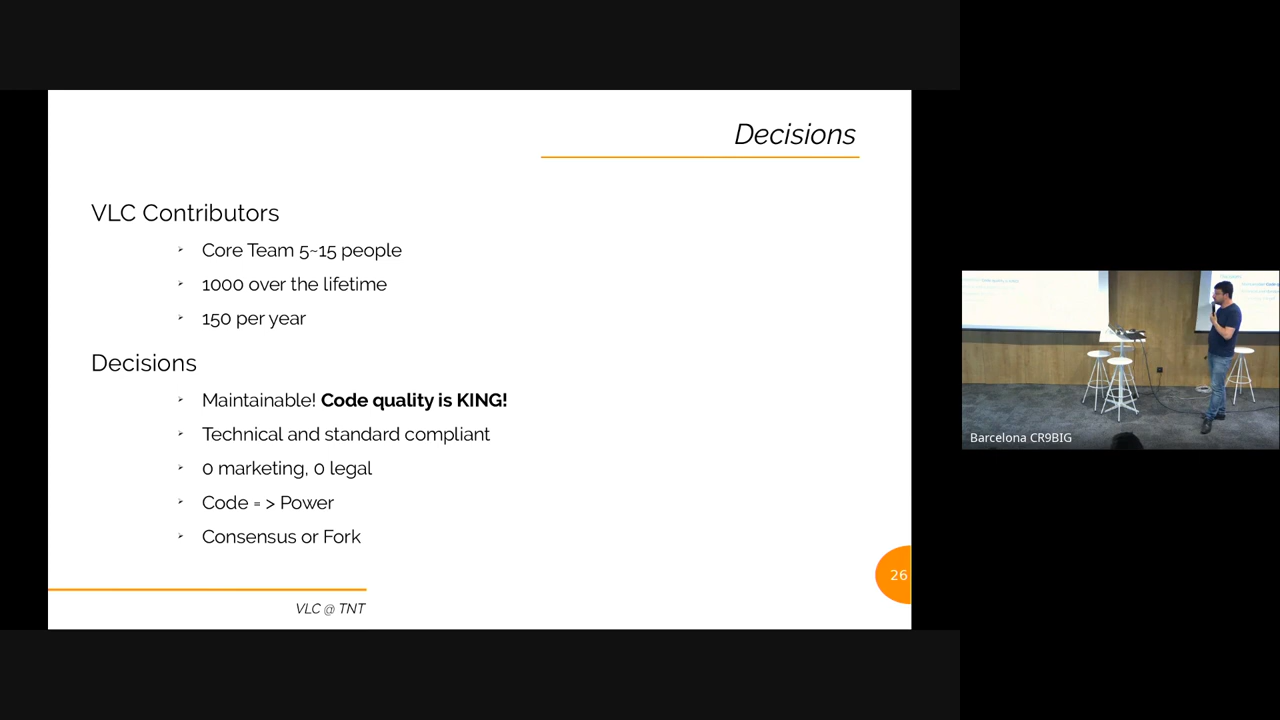 Decisions
VLC Contributors
Core Team 5~15 people
1000 over the lifetime
150 per year
Decisions
Maintainable! Code quality is KING!
Technical and standard compliant
0 marketing, 0 legal
Code = > Power
Consensus or Fork
26
VLC @ TNT
Barcelona CR9BIG